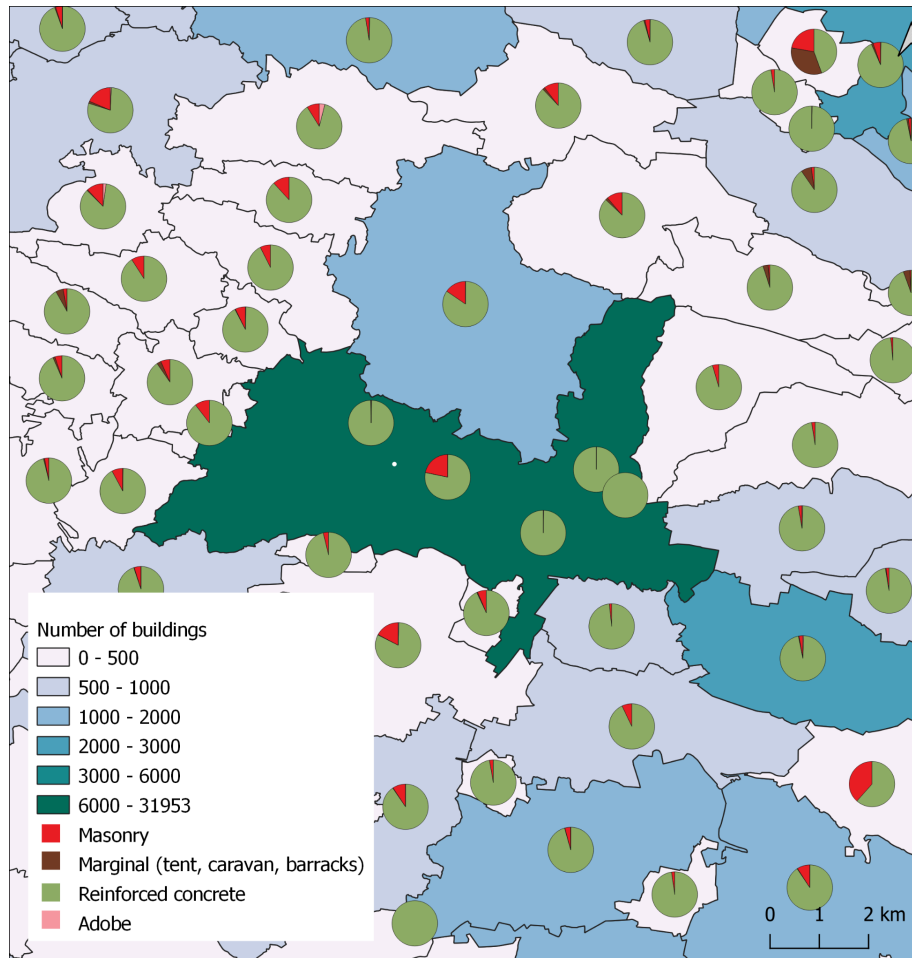 Number of buildings
0 - 500
500 - 1000
1000 - 2000
2000 - 3000
3000 - 6000
6000 - 31953
Masonry
Marginal (tent, caravan, barracks)
Reinforced concrete
Adobe
0 1 2 km